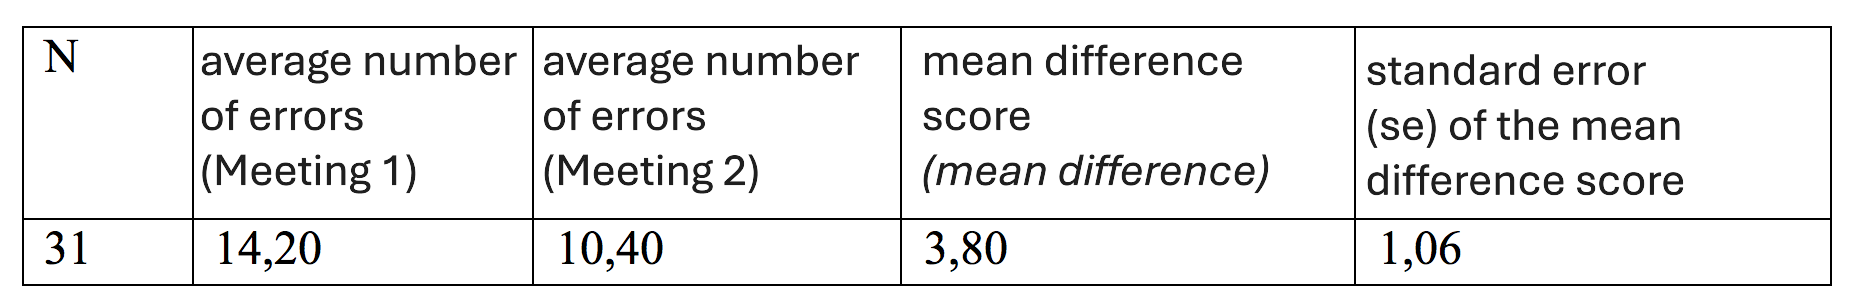 N
average number
of errors
(Meeting 1)
average number
of errors
(Meeting 2)
mean difference
score
(mean difference)
standard error
(se) of the mean
difference score
31
14,20
10,40
3,80
1,06